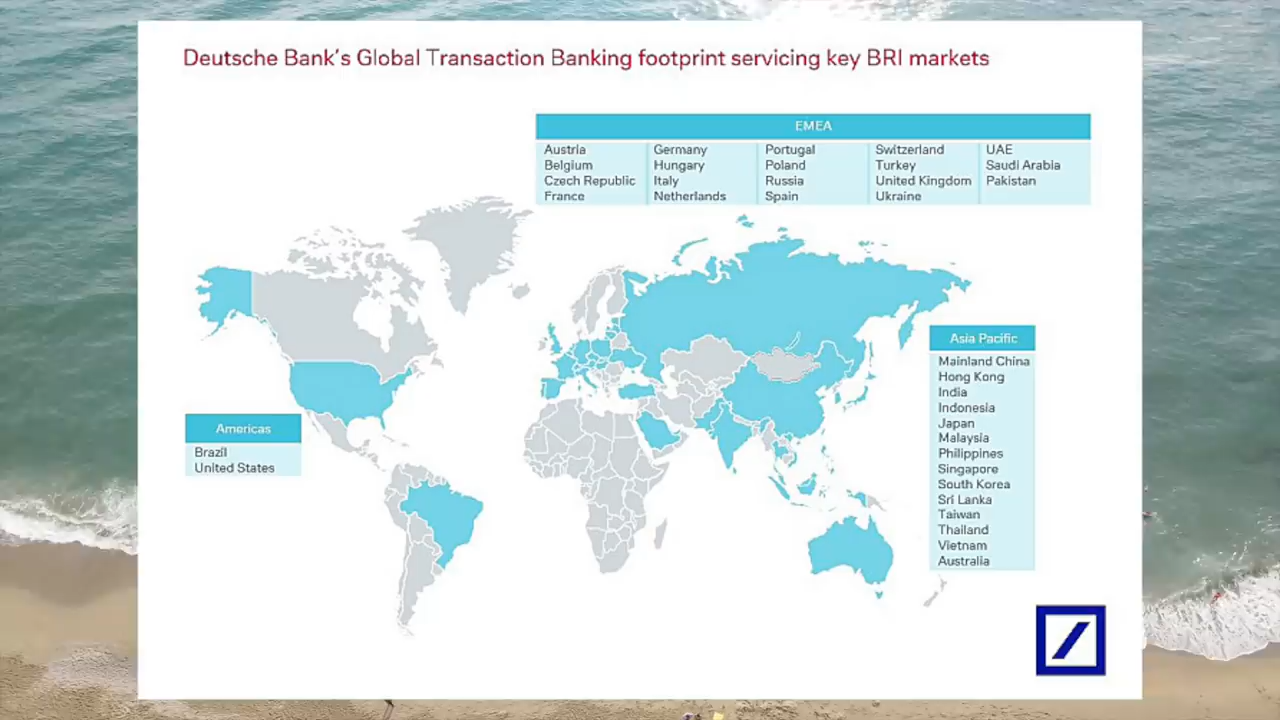 Deutsche Bank's Global Transaction Banking footprint servicing key BRI markets
EMEA
Austria
Belgium
Czech Republic
France
Germany
Hungary
Italy
Netherlands
Portugal
Poland
Russia
Spain
Switzerland
Turkey
United Kingdom
Ukraine
UAE
Saudi Arabia
Pakistan
Americas
Brazil
United States
Asia Pacific
Mainland China
Hong Kong
India
Indonesia
Japan
Malaysia
Philippines
Singapore
South Korea
Sri Lanka
Taiwan
Thailand
Vietnam
Australia